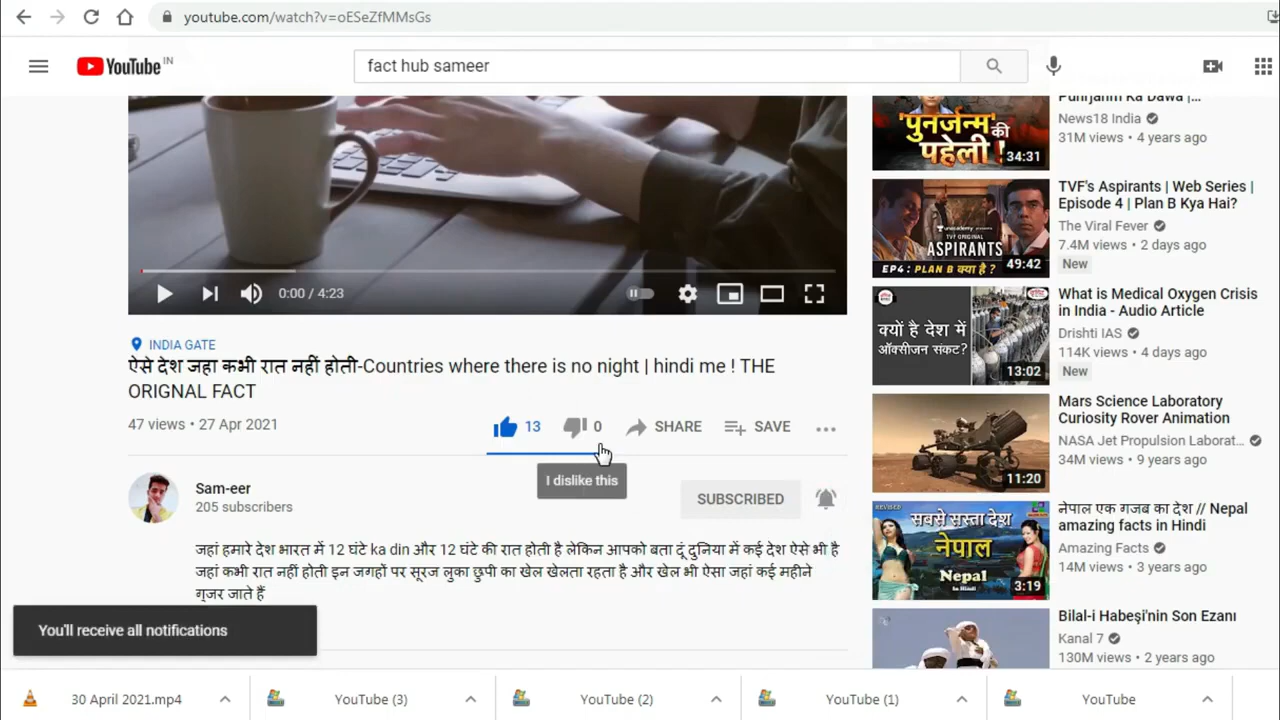 youtube.com/watch?v=oESeZfMMsGs
YouTube IN
fact hub sameer
0:00 / 4:23
INDIA GATE
ऐसे देश जहा कभी रात नहीं होती-Countries where there is no night | hindi me ! THE
ORIGNAL FACT
47 views • 27 Apr 2021
13
0
SHARE
SAVE
I dislike this
Sam-eer
205 subscribers
SUBSCRIBED
जहां हमारे देश भारत में 12 घंटे ka din और 12 घंटे की रात होती है लेकिन आपको बता दूं दुनिया में कई देश ऐसे भी है
जहां कभी रात नहीं होती इन जगहों पर सूरज लुका छुपी का खेल खेलता रहता है और खेल भी ऐसा जहां कई महीने
गुजर जाते हैं
You'll receive all notifications
'पुनर्जन्म' की
पहेली !
34:31
Punrjanm Ka Dawa |...
News18 India
31M views • 4 years ago
unacademy presents
TVF ORIGINAL
ASPIRANTS
EP4 : PLAN B क्या है ?
49:42
TVF's Aspirants | Web Series |
Episode 4 | Plan B Kya Hai?
The Viral Fever
7.4M views • 2 days ago
New
क्यों है देश में
ऑक्सीजन संकट?
13:02
What is Medical Oxygen Crisis
in India - Audio Article
Drishti IAS
114K views • 4 days ago
New
11:20
Mars Science Laboratory
Curiosity Rover Animation
NASA Jet Propulsion Laborat...
34M views • 9 years ago
REVISED
सबसे सस्ता देश
नेपाल
Nepal
In Hindi
3:19
नेपाल एक गजब का देश // Nepal
amazing facts in Hindi
Amazing Facts
14M views • 3 years ago
Bilal-i Habeşi'nin Son Ezanı
Kanal 7
130M views • 2 years ago
30 April 2021.mp4
YouTube (3)
YouTube (2)
YouTube (1)
YouTube